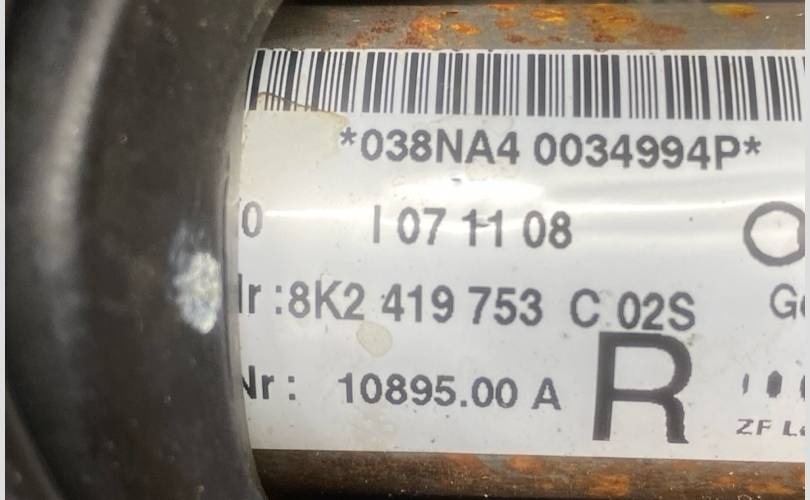 *038NA4 0034994P*
0 I 07 11 08
Nr :8K2 419 753 C 02S
Nr : 10895.00 A R
ZF